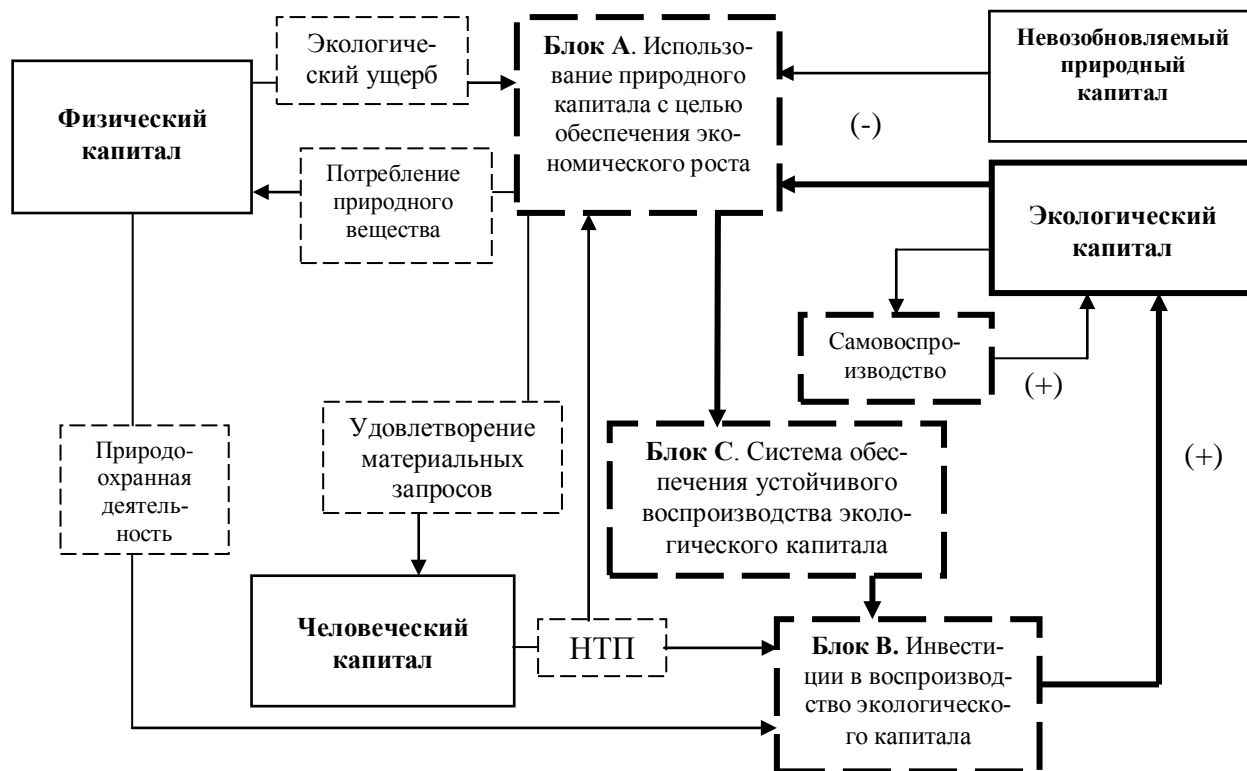 Экологиче-
ский ущерб
Блок А. Использо-
вание природного
капитала с целью
обеспечения эко-
номического роста
Невозобновляемый
природный
капитал
Физический
капитал
(-)
Потребление
природного
вещества
Экологический
капитал
Самовоспро-
изводство
(+)
Природо-
охранная
деятель-
ность
Удовлетворение
материальных
запросов
Блок С. Система обес-
печения устойчивого
воспроизводства эколо-
гического капитала
(+)
Человеческий
капитал
НТП
Блок В. Инвести-
ции в воспроизвод-
ство экологическо-
го капитала